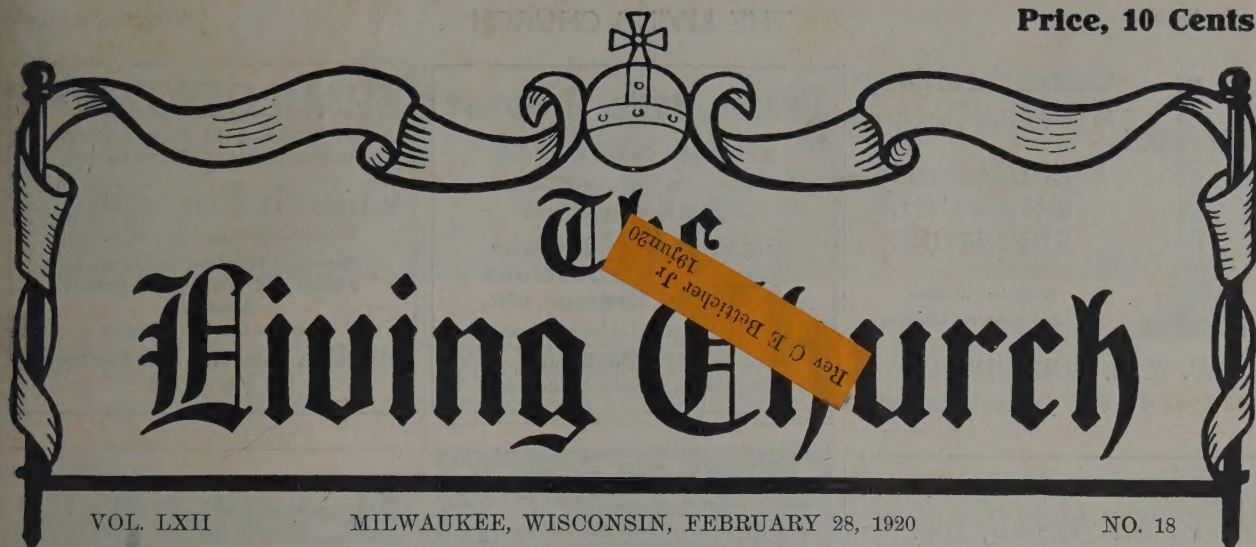 Price, 10 Cents
The
Living Church
Rev C E Betticher Jr
19jun20
VOL. LXII MILWAUKEE, WISCONSIN, FEBRUARY 28, 1920 NO. 18